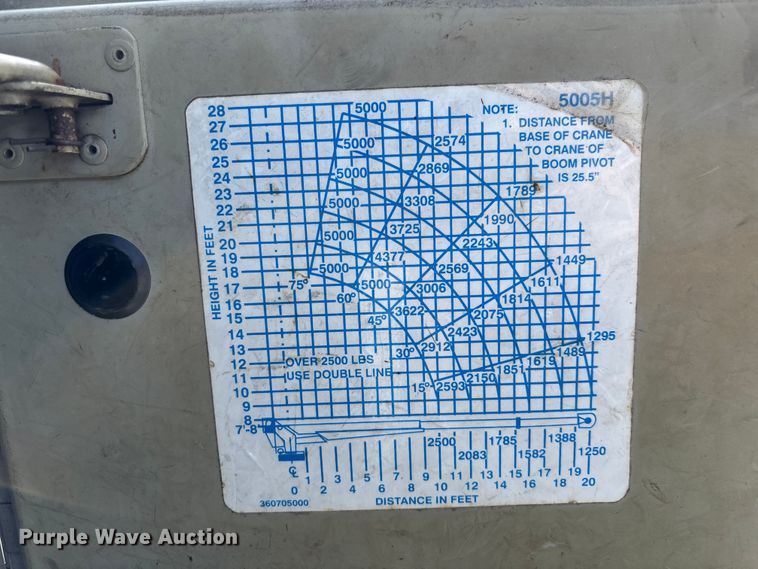 5005H
NOTE:
1. DISTANCE FROM
BASE OF CRANE
TO CRANE OF
BOOM PIVOT
IS 25.5"
HEIGHT IN FEET
28
27
26
25
24
23
22
21
20
19
18
17
16
15
14
13
12
11
10
9
8
7'-8"
5000
5000 2574
5000 2869
5000 3308 1789
5000 3725 1990
5000 4377 2243 1449
75° 5000 2569 1611
60° 3006 1814
45° 3622 2075
30° 2912 2423 1295
15° 2593 2150 1851 1619 1489
OVER 2500 LBS
USE DOUBLE LINE
2500 1785 1388
2083 1582 1250
1 3 5 7 9 11 13 15 17 19
0 2 4 6 8 10 12 14 16 18 20
360705000
DISTANCE IN FEET
Purple Wave Auction